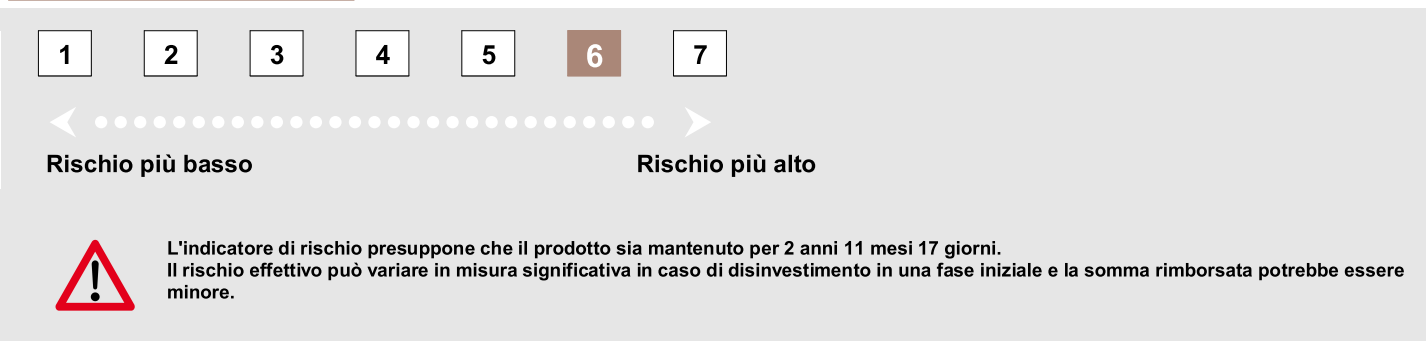 1 2 3 4 5 6 7
Rischio più basso Rischio più alto
L'indicatore di rischio presuppone che il prodotto sia mantenuto per 2 anni 11 mesi 17 giorni.
Il rischio effettivo può variare in misura significativa in caso di disinvestimento in una fase iniziale e la somma rimborsata potrebbe essere
minore.